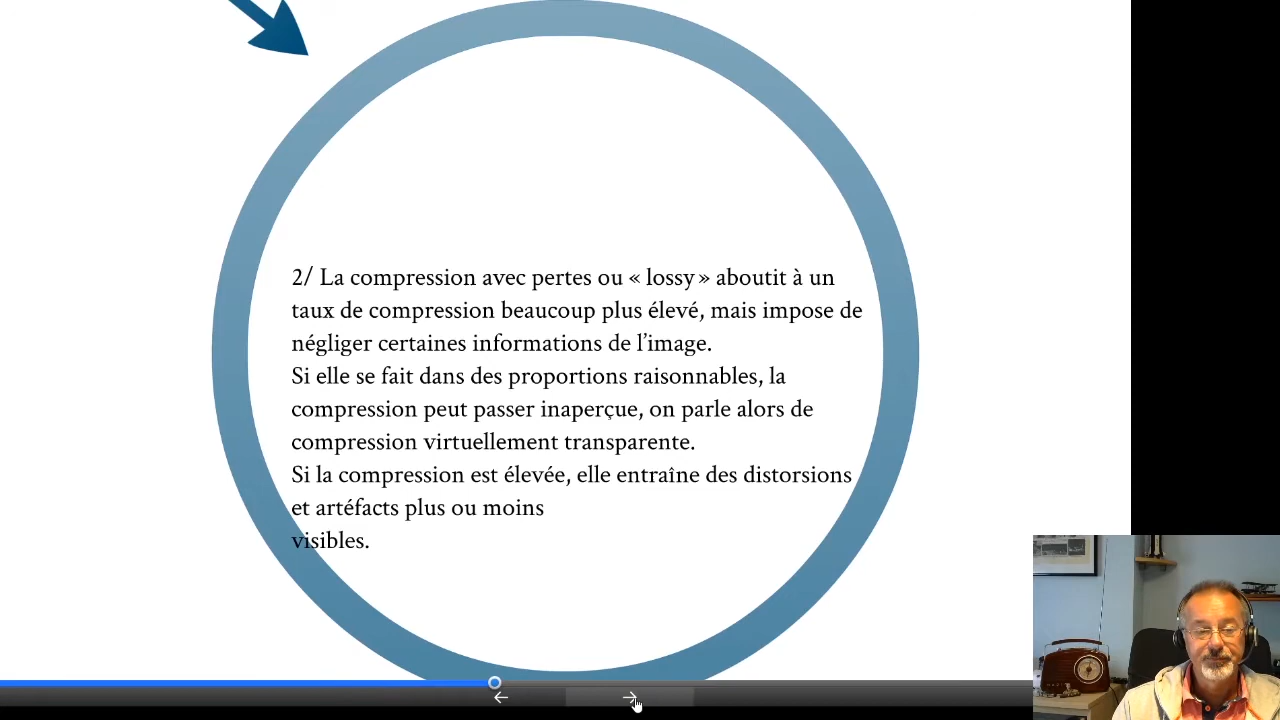 2/ La compression avec pertes ou « lossy » aboutit à un
taux de compression beaucoup plus élevé, mais impose de
négliger certaines informations de l’image.
Si elle se fait dans des proportions raisonnables, la
compression peut passer inaperçue, on parle alors de
compression virtuellement transparente.
Si la compression est élevée, elle entraîne des distorsions
et artéfacts plus ou moins
visibles.